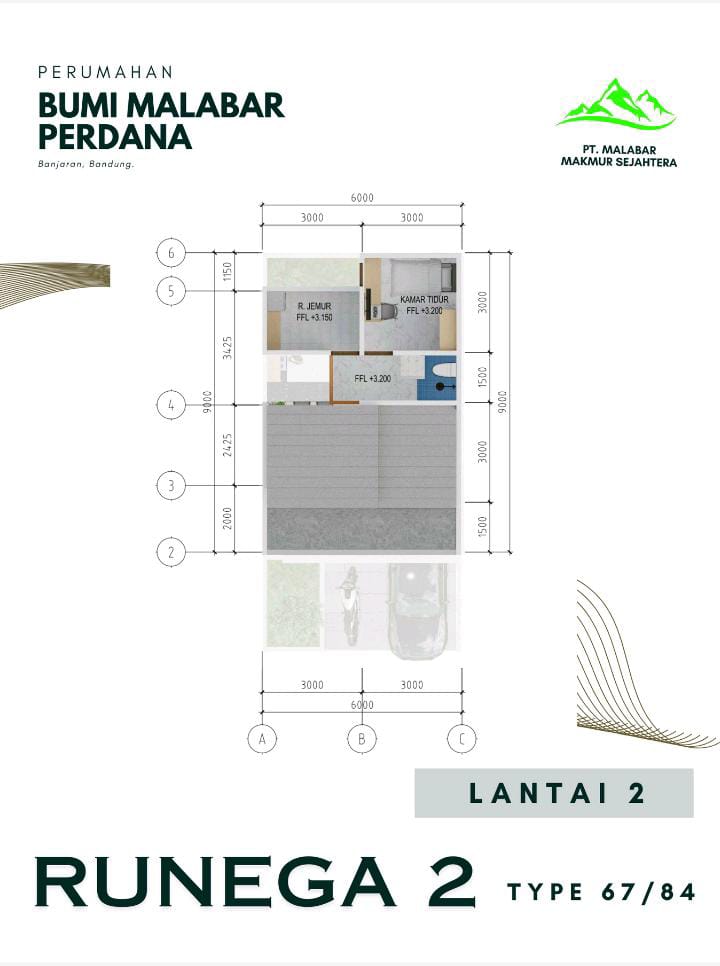 PERUMAHAN
BUMI MALABAR
PERDANA
Banjaran, Bandung.
PT. MALABAR
MAKMUR SEJAHTERA
6000
3000
3000
6
1150
5
R. JEMUR
FFL +3.150
KAMAR TIDUR
FFL +3.200
3000
3425
FFL +3.200
1500
9000
4
9000
2425
3000
3
2000
1500
2
3000
3000
6000
A
B
C
LANTAI 2
RUNEGA 2
TYPE 67/84